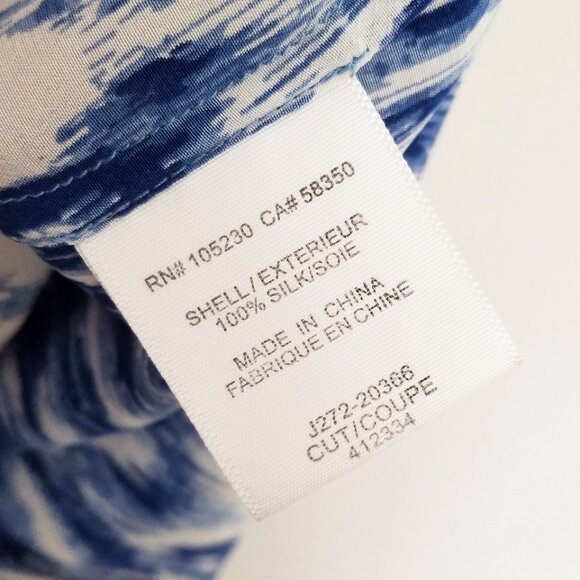 RN# 105230 CA# 58350
SHELL/EXTERIEUR
100% SILK/SOIE
MADE IN CHINA
FABRIQUE EN CHINE
J272-20366
CUT/COUPE
412334